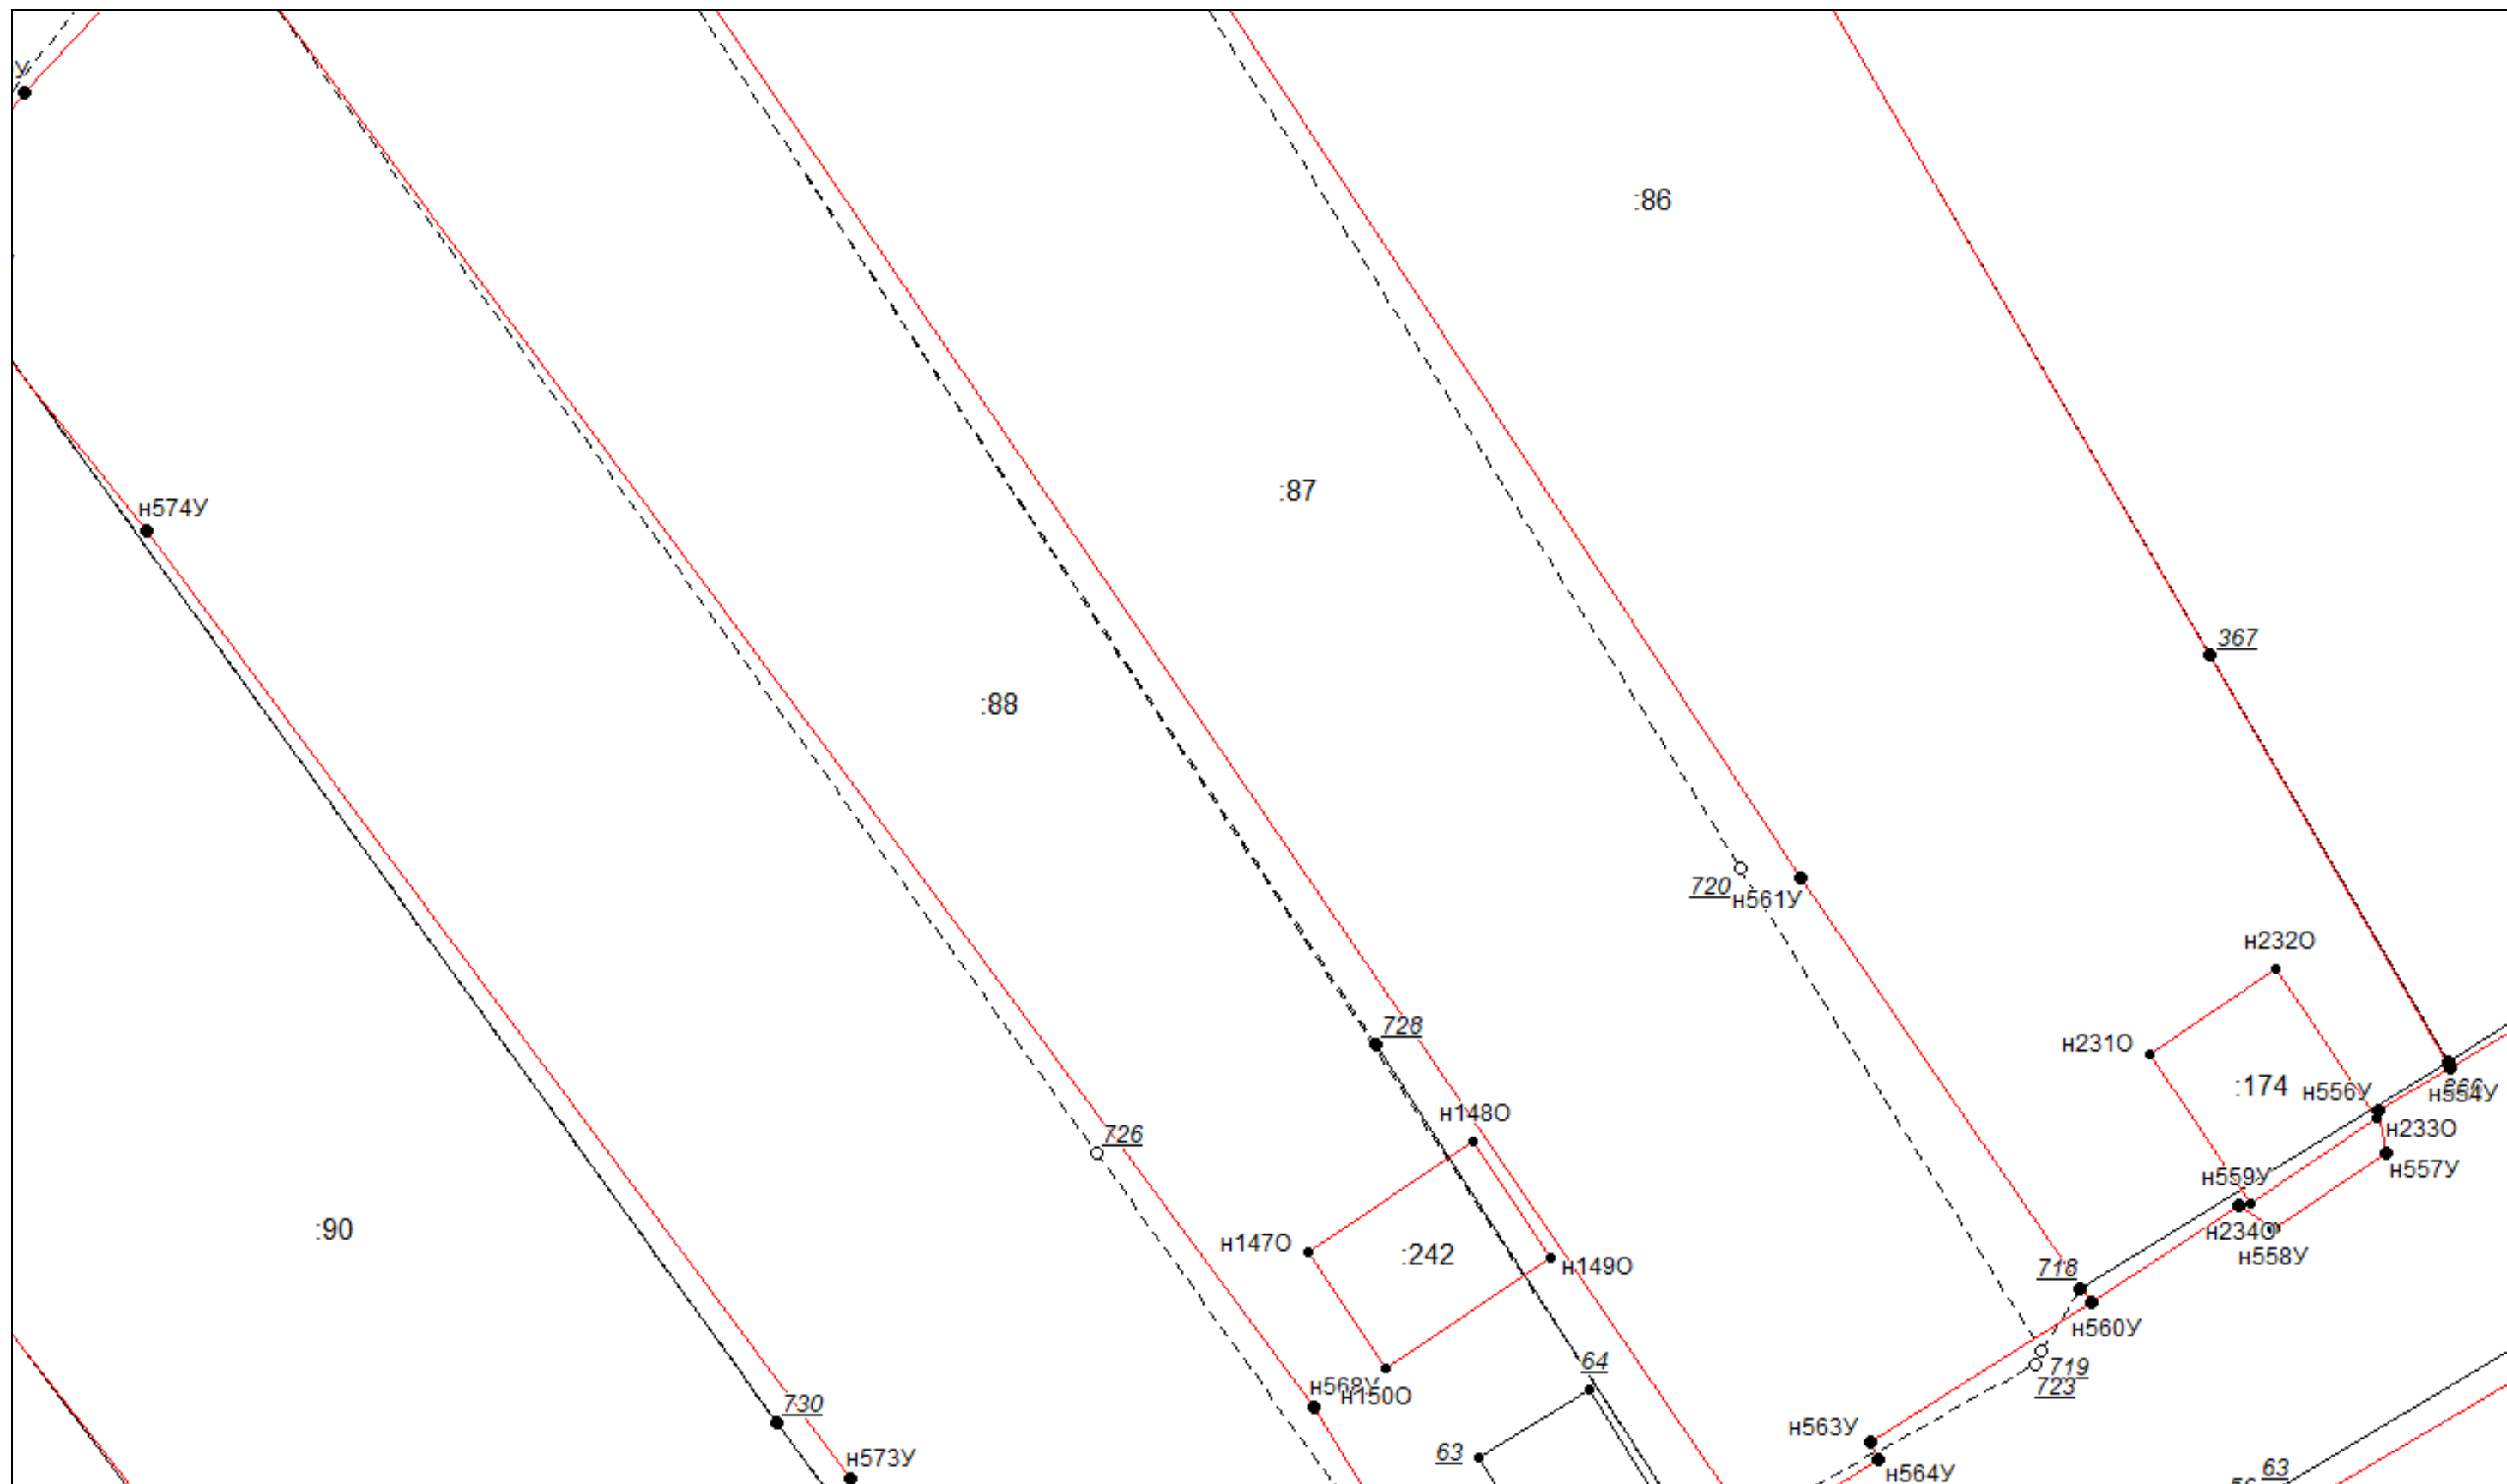 У
:86
:87
н574У
367
:88
720
н561У
н232О
728
н231О
:174
н556У
н554У
н148О
726
н233О
н557У
н559У
:90
н147О
:242
н149О
н234О
н558У
718
н560У
64
719
723
н568У
н150О
730
н563У
63
н573У
н564У
63